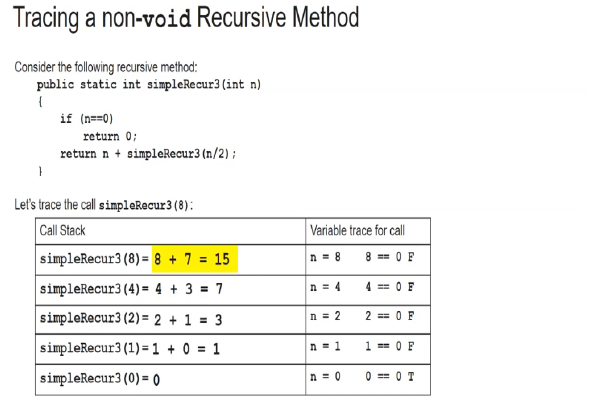 Tracing a non-void Recursive Method
Consider the following recursive method:
public static int simpleRecur3(int n)
{
if (n==0)
return 0;
return n + simpleRecur3(n/2);
}
Let's trace the call simpleRecur3(8):
Call Stack Variable trace for call
simpleRecur3(8)= 8 + 7 = 15 n = 8 8 == 0 F
simpleRecur3(4)= 4 + 3 = 7 n = 4 4 == 0 F
simpleRecur3(2)= 2 + 1 = 3 n = 2 2 == 0 F
simpleRecur3(1)= 1 + 0 = 1 n = 1 1 == 0 F
simpleRecur3(0)= 0 n = 0 0 == 0 T